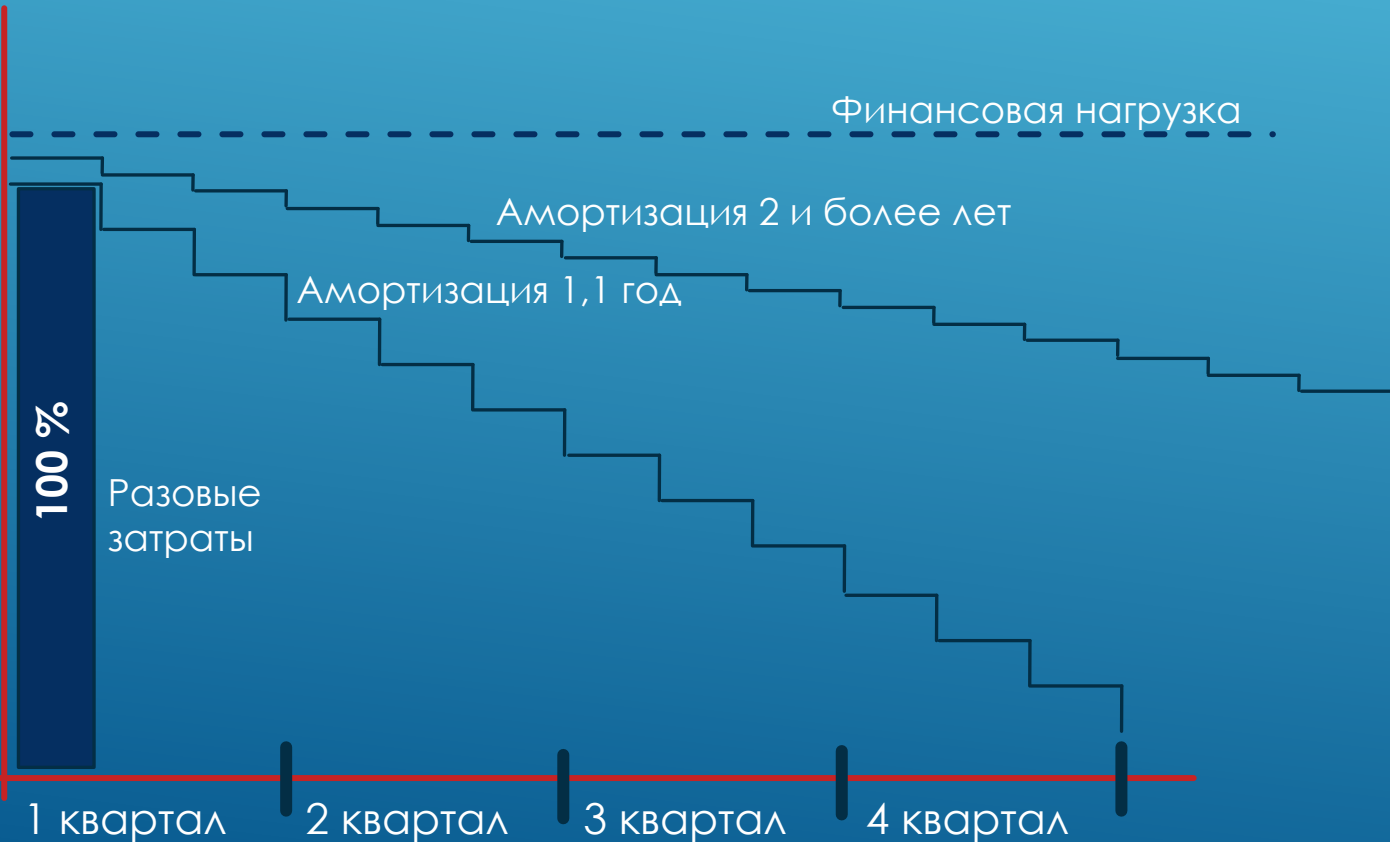 Финансовая нагрузка
Амортизация 2 и более лет
Амортизация 1,1 год
100 %
Разовые
затраты
1 квартал
2 квартал
3 квартал
4 квартал